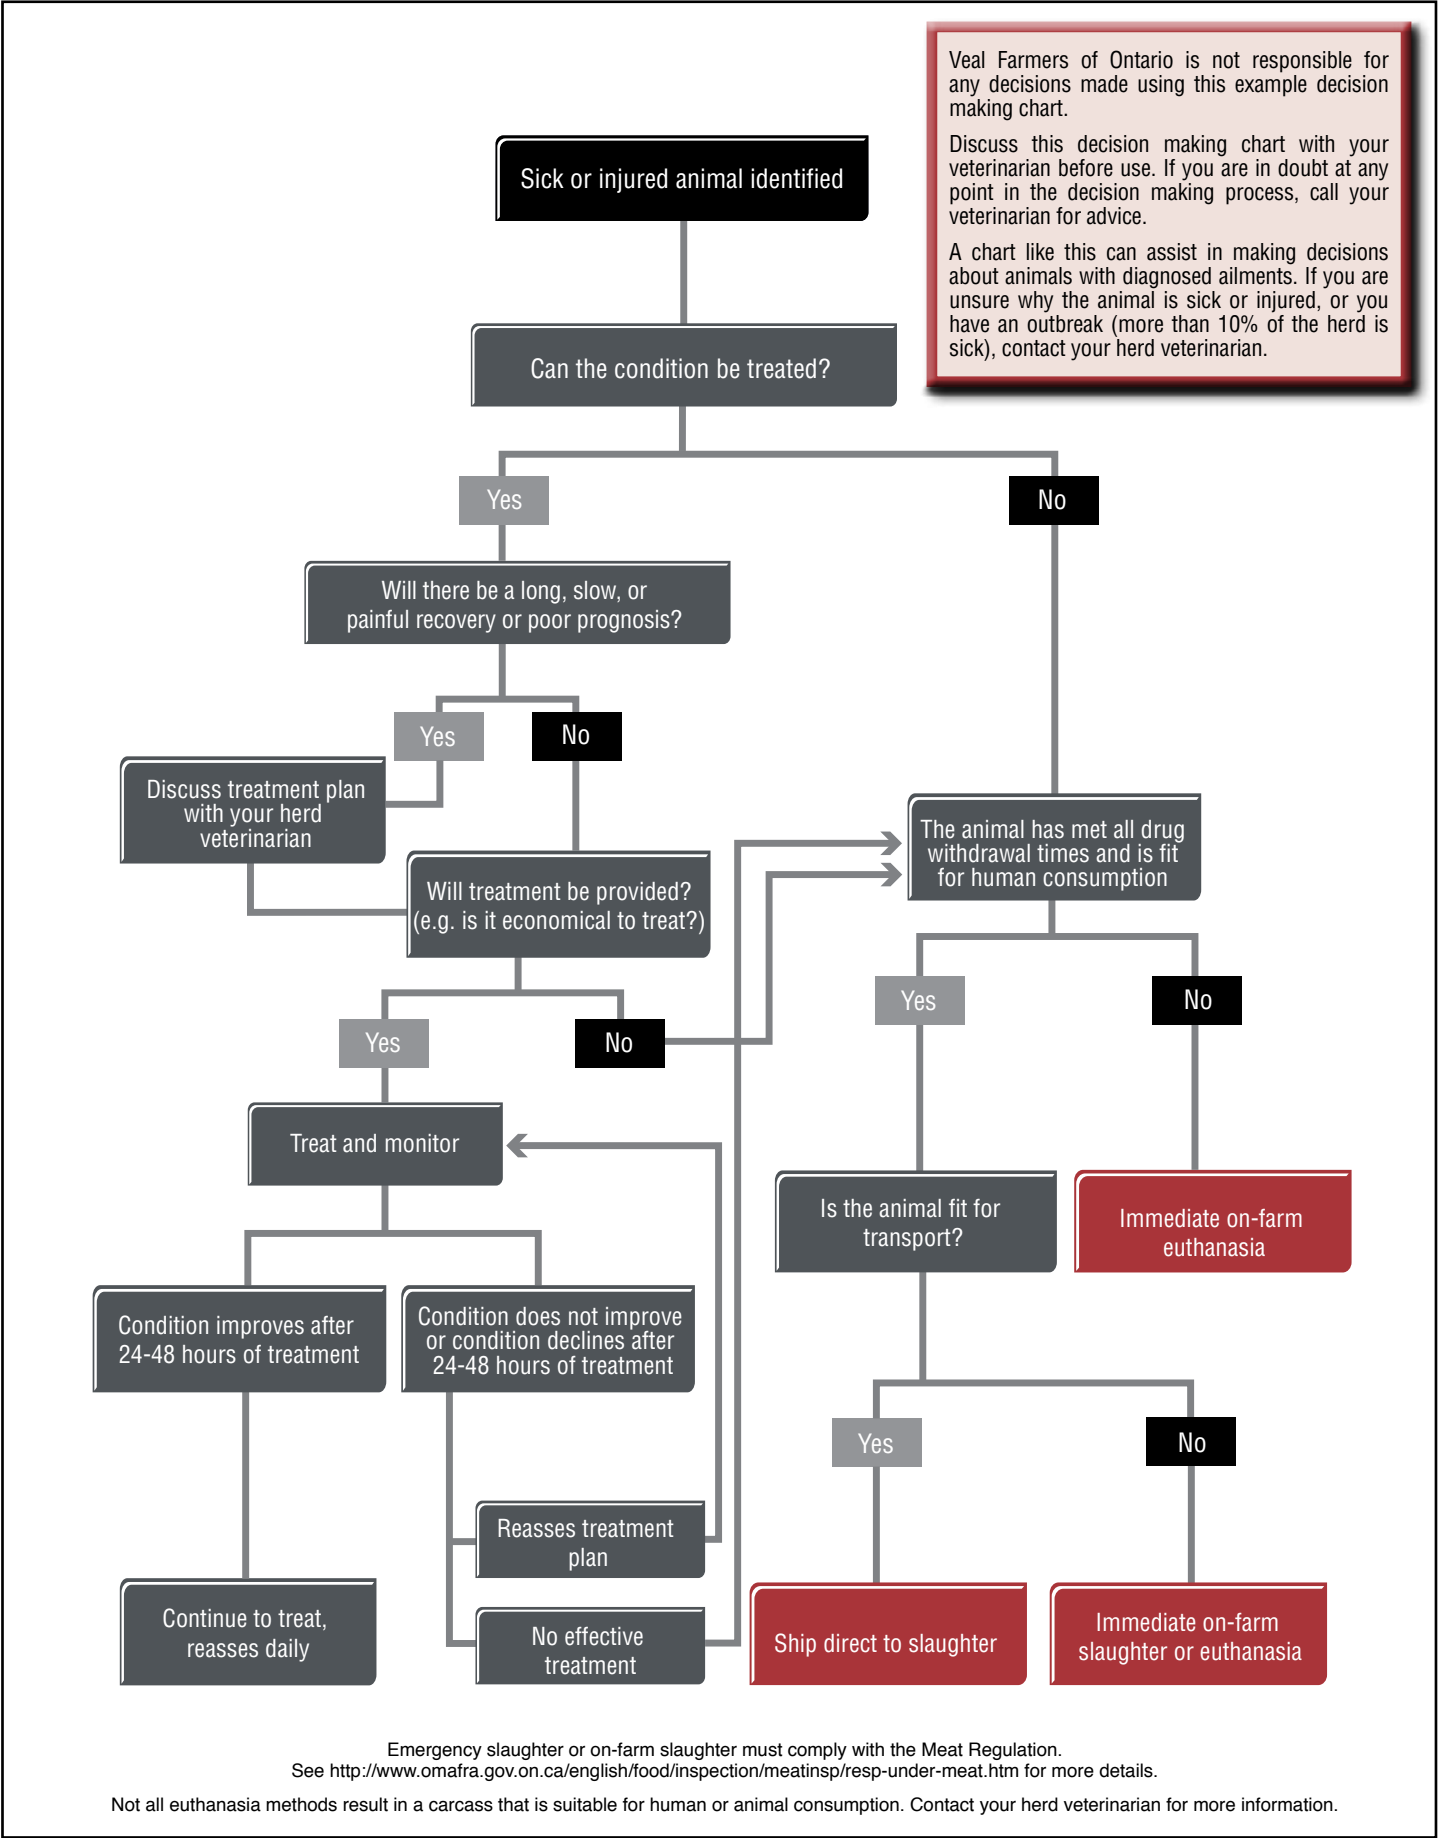 Veal Farmers of Ontario is not responsible for
any decisions made using this example decision
making chart.
Discuss this decision making chart with your
veterinarian before use. If you are in doubt at any
point in the decision making process, call your
veterinarian for advice.
A chart like this can assist in making decisions
about animals with diagnosed ailments. If you are
unsure why the animal is sick or injured, or you
have an outbreak (more than 10% of the herd is
sick), contact your herd veterinarian.
Sick or injured animal identified
Can the condition be treated?
Yes
No
Will there be a long, slow, or
painful recovery or poor prognosis?
Yes
No
Discuss treatment plan
with your herd
veterinarian
Will treatment be provided?
(e.g. is it economical to treat?)
The animal has met all drug
withdrawal times and is fit
for human consumption
Yes
No
Yes
No
Treat and monitor
Is the animal fit for
transport?
Immediate on-farm
euthanasia
Condition improves after
24-48 hours of treatment
Condition does not improve
or condition declines after
24-48 hours of treatment
Yes
No
Reasses treatment
plan
Continue to treat,
reasses daily
No effective
treatment
Ship direct to slaughter
Immediate on-farm
slaughter or euthanasia
Emergency slaughter or on-farm slaughter must comply with the Meat Regulation.
See http://www.omafra.gov.on.ca/english/food/inspection/meatinsp/resp-under-meat.htm for more details.
Not all euthanasia methods result in a carcass that is suitable for human or animal consumption. Contact your herd veterinarian for more information.